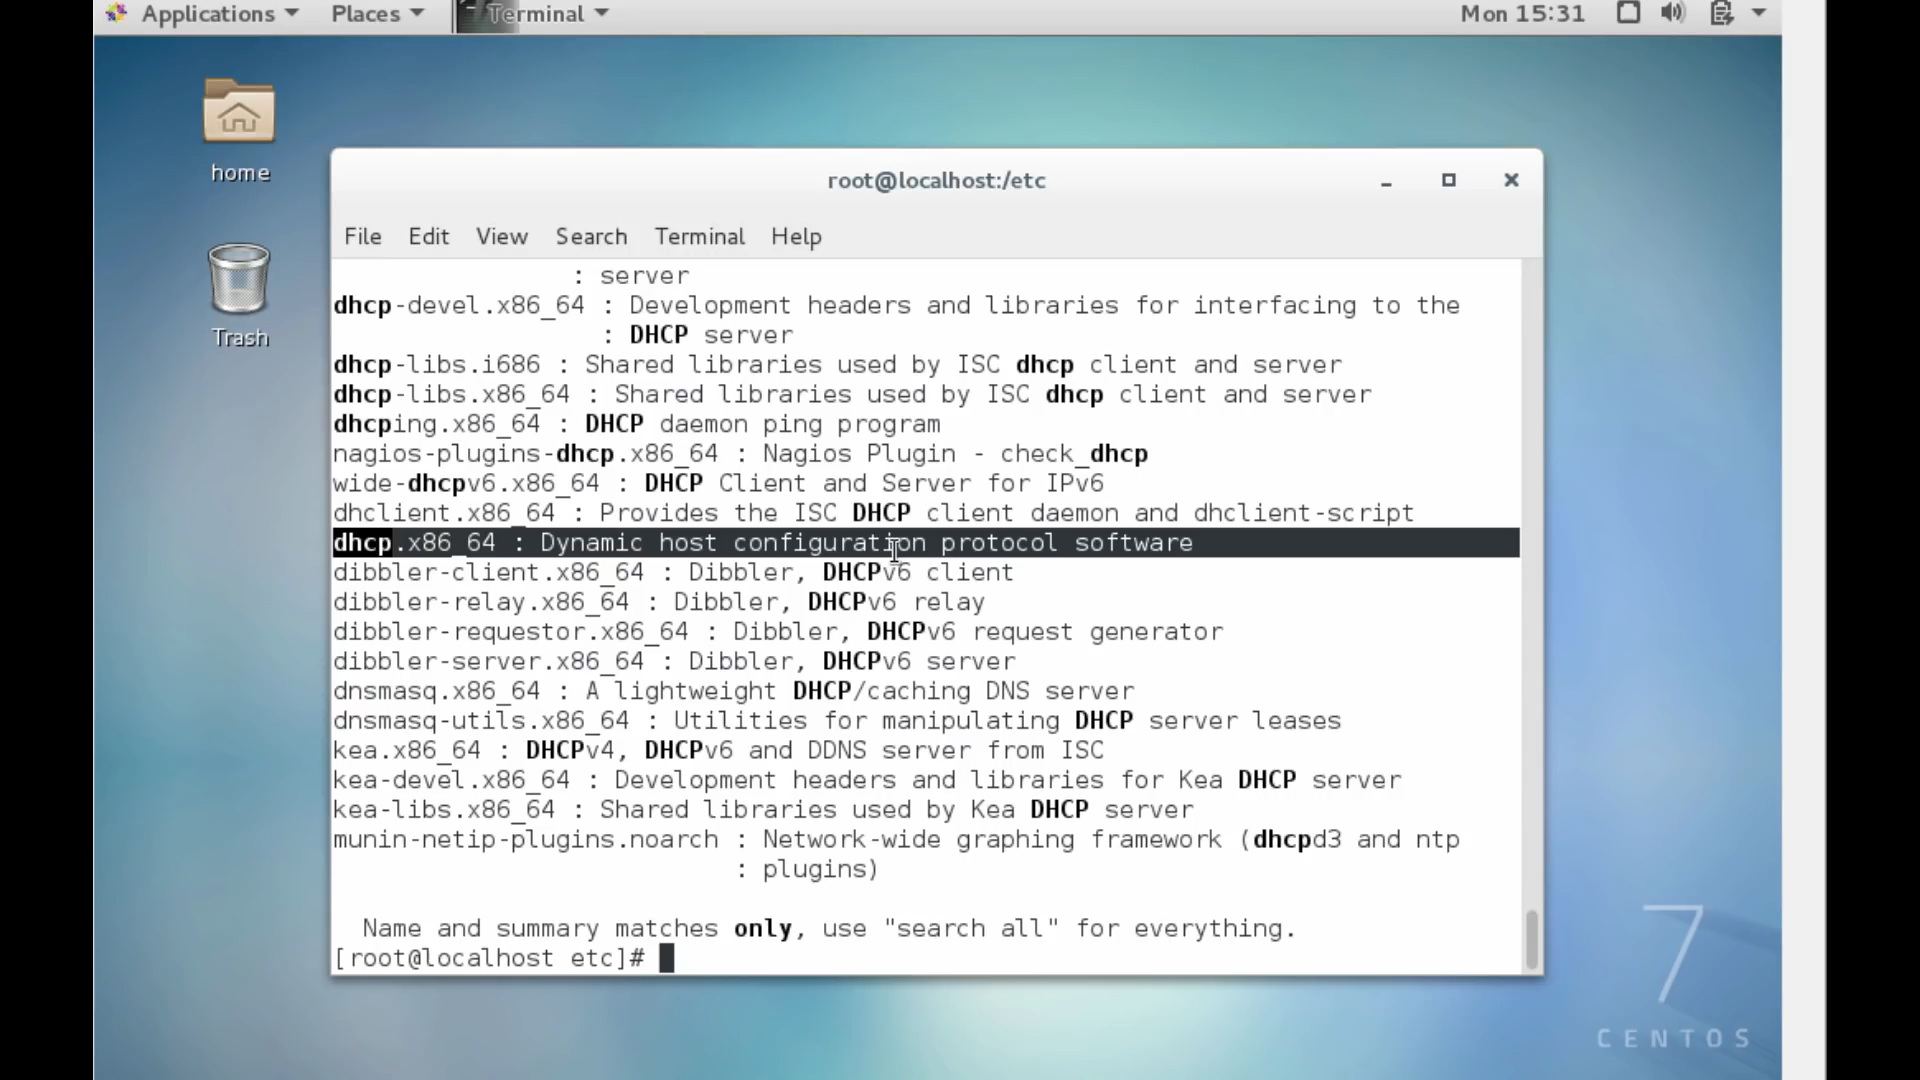 Applications Places Terminal Mon 15:31
home
Trash
root@localhost:/etc
File Edit View Search Terminal Help
: server
dhcp-devel.x86_64 : Development headers and libraries for interfacing to the
: DHCP server
dhcp-libs.i686 : Shared libraries used by ISC dhcp client and server
dhcp-libs.x86_64 : Shared libraries used by ISC dhcp client and server
dhcping.x86_64 : DHCP daemon ping program
nagios-plugins-dhcp.x86_64 : Nagios Plugin - check_dhcp
wide-dhcpv6.x86_64 : DHCP Client and Server for IPv6
dhclient.x86_64 : Provides the ISC DHCP client daemon and dhclient-script
dhcp.x86_64 : Dynamic host configuration protocol software
dibbler-client.x86_64 : Dibbler, DHCPv6 client
dibbler-relay.x86_64 : Dibbler, DHCPv6 relay
dibbler-requestor.x86_64 : Dibbler, DHCPv6 request generator
dibbler-server.x86_64 : Dibbler, DHCPv6 server
dnsmasq.x86_64 : A lightweight DHCP/caching DNS server
dnsmasq-utils.x86_64 : Utilities for manipulating DHCP server leases
kea.x86_64 : DHCPv4, DHCPv6 and DDNS server from ISC
kea-devel.x86_64 : Development headers and libraries for Kea DHCP server
kea-libs.x86_64 : Shared libraries used by Kea DHCP server
munin-netip-plugins.noarch : Network-wide graphing framework (dhcpd3 and ntp
: plugins)
Name and summary matches only, use "search all" for everything.
[root@localhost etc]#
7
CENTOS